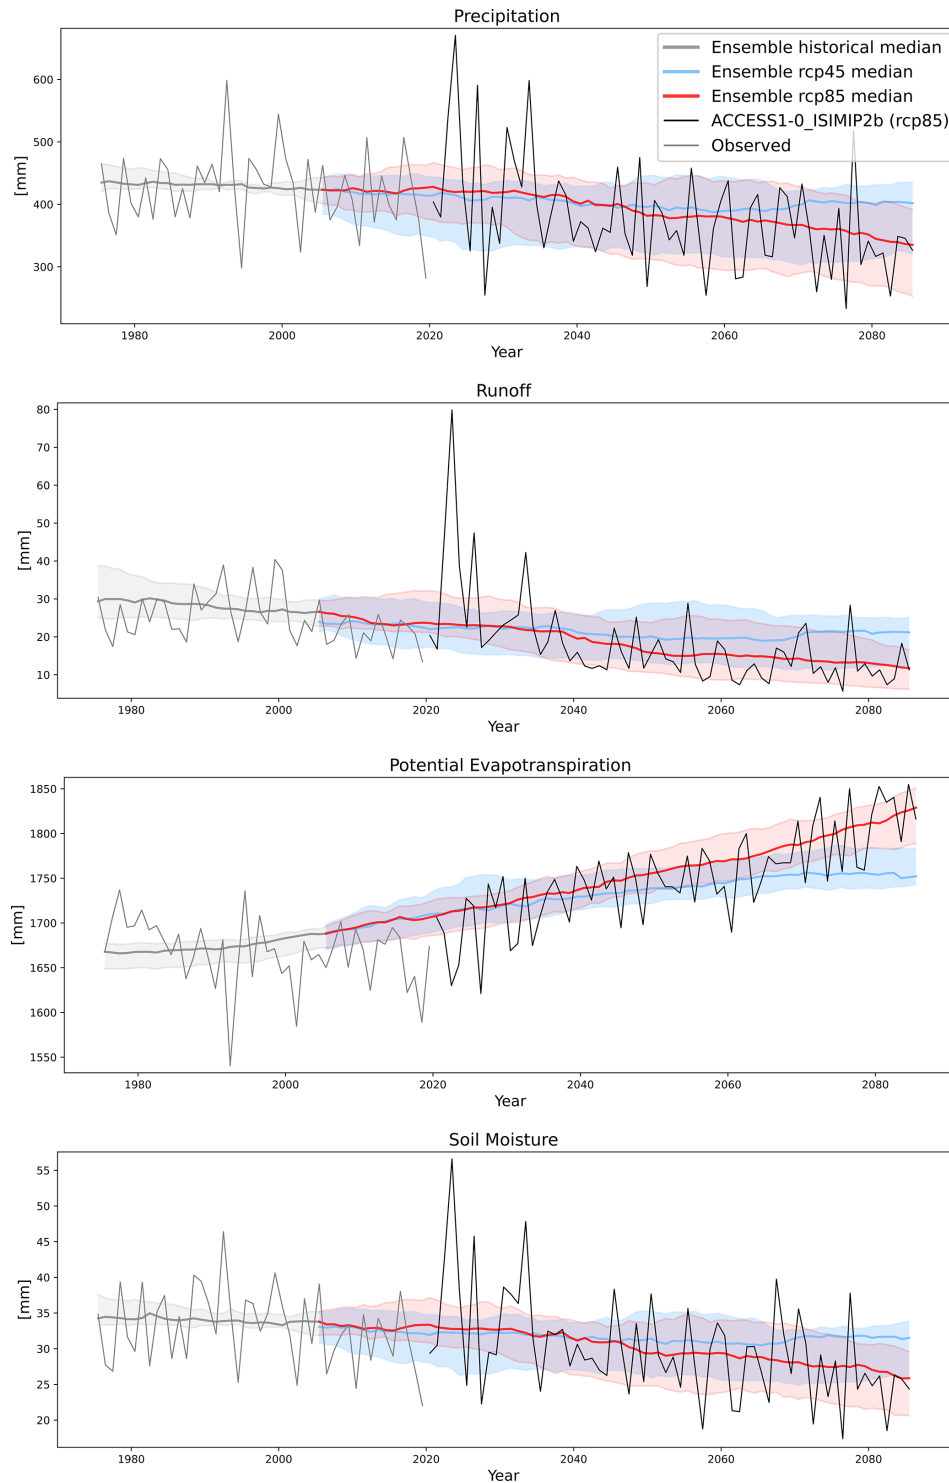 Precipitation
Ensemble historical median
Ensemble rcp45 median
Ensemble rcp85 median
ACCESS1-0_ISIMIP2b (rcp85)
Observed
[mm]
600
500
400
300
1980 2000 2020 2040 2060 2080
Year
Runoff
[mm]
80
70
60
50
40
30
20
10
1980 2000 2020 2040 2060 2080
Year
Potential Evapotranspiration
[mm]
1850
1800
1750
1700
1650
1600
1550
1980 2000 2020 2040 2060 2080
Year
Soil Moisture
[mm]
55
50
45
40
35
30
25
20
1980 2000 2020 2040 2060 2080
Year